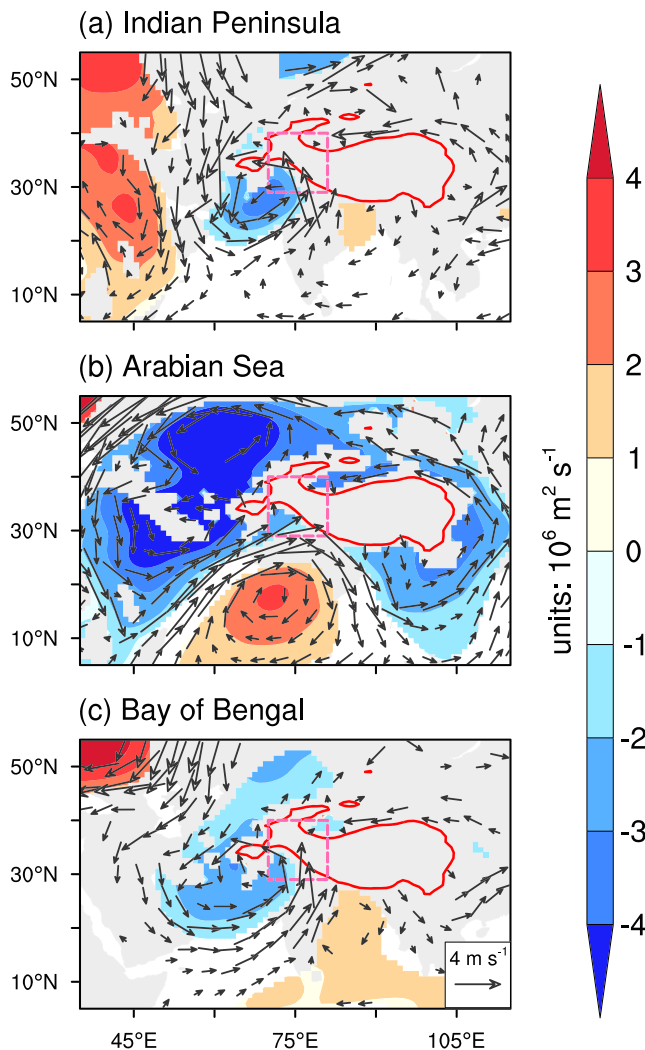 (a) Indian Peninsula
50°N
30°N
10°N
(b) Arabian Sea
50°N
30°N
10°N
(c) Bay of Bengal
50°N
30°N
10°N
4 m s⁻¹
45°E 75°E 105°E
4
3
2
1
0
-1
-2
-3
-4
units: 10⁶ m² s⁻¹